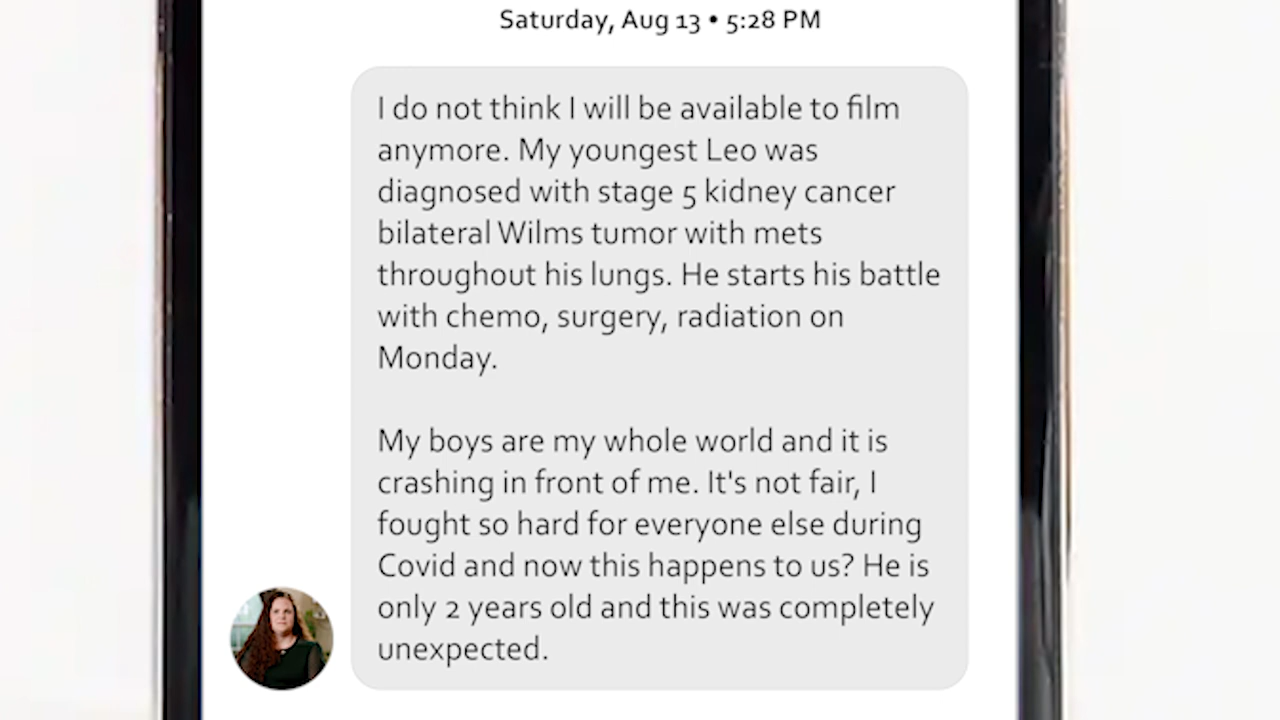 Saturday, Aug 13 • 5:28 PM
I do not think I will be available to film
anymore. My youngest Leo was
diagnosed with stage 5 kidney cancer
bilateral Wilms tumor with mets
throughout his lungs. He starts his battle
with chemo, surgery, radiation on
Monday.
My boys are my whole world and it is
crashing in front of me. It's not fair, I
fought so hard for everyone else during
Covid and now this happens to us? He is
only 2 years old and this was completely
unexpected.